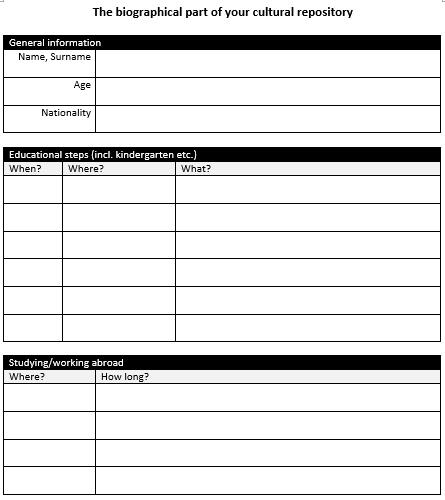 The biographical part of your cultural repository
General information
Name, Surname
Age
Nationality
Educational steps (incl. kindergarten etc.)
When? Where? What?
Studying/working abroad
Where? How long?